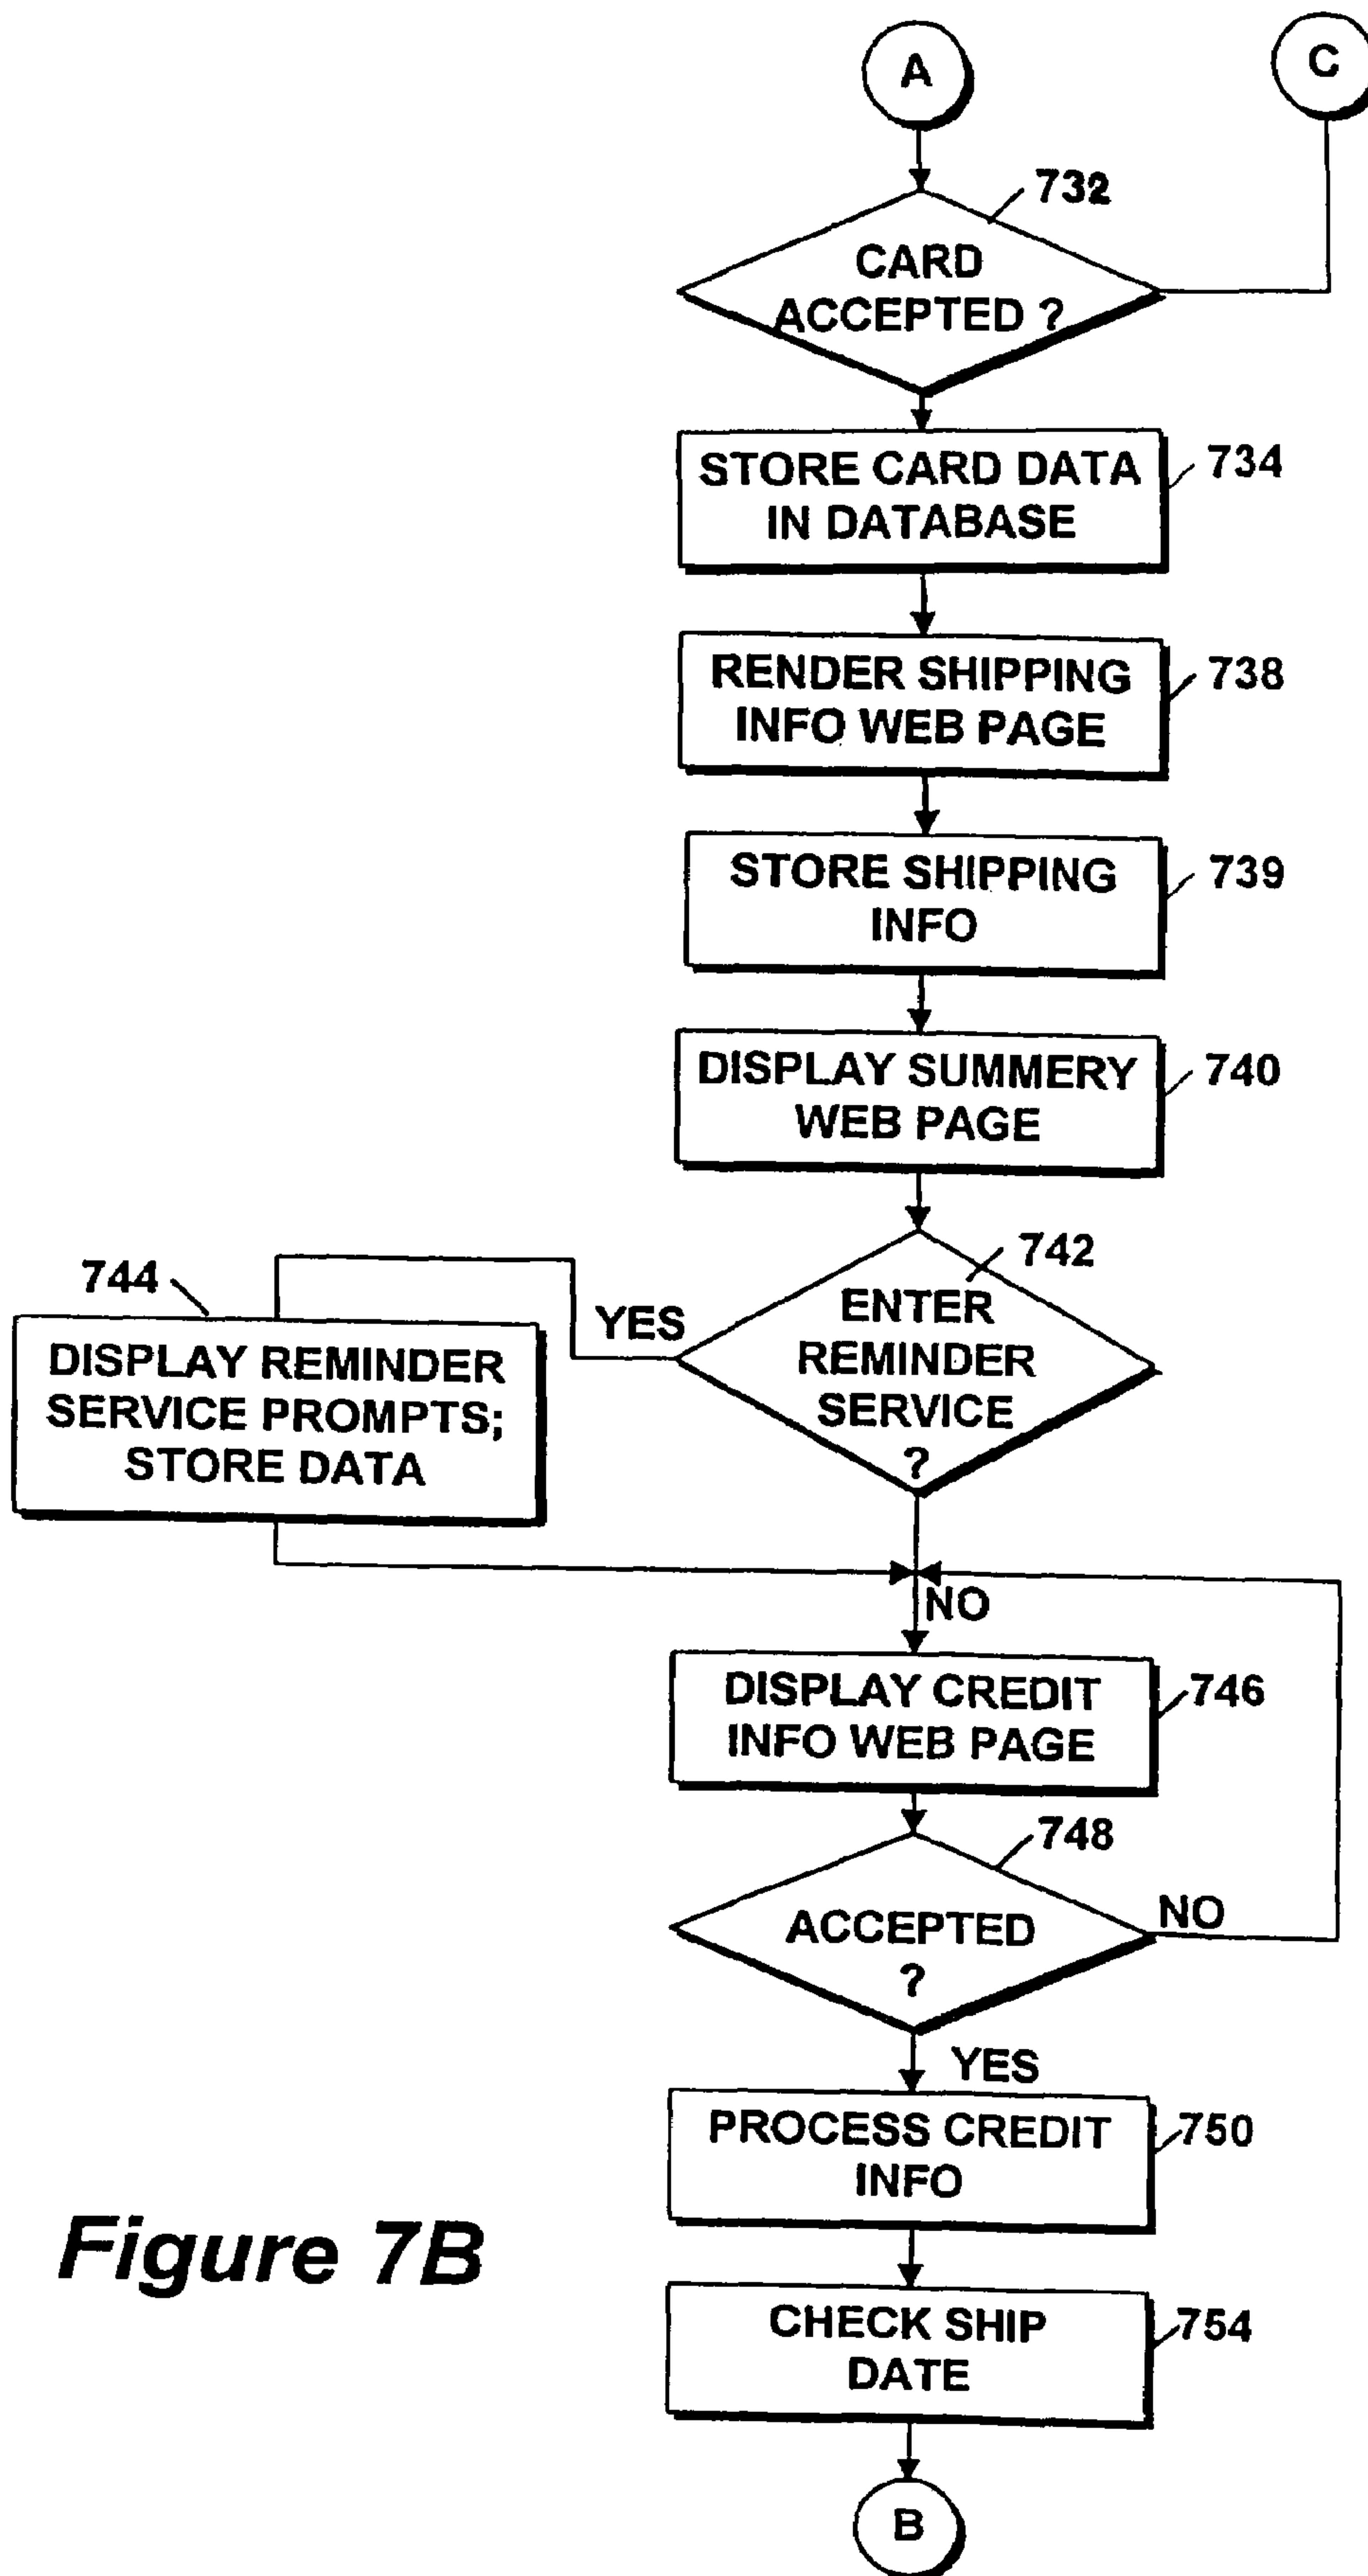 A
C
732
CARD
ACCEPTED ?
STORE CARD DATA
IN DATABASE
734
RENDER SHIPPING
INFO WEB PAGE
738
STORE SHIPPING
INFO
739
DISPLAY SUMMERY
WEB PAGE
740
742
ENTER
REMINDER
SERVICE
?
YES
744
DISPLAY REMINDER
SERVICE PROMPTS;
STORE DATA
NO
DISPLAY CREDIT
INFO WEB PAGE
746
748
ACCEPTED
?
NO
YES
PROCESS CREDIT
INFO
750
CHECK SHIP
DATE
754
B
Figure 7B